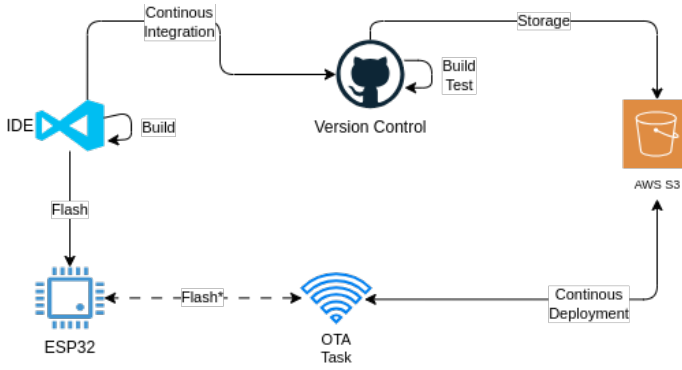 Continous
Integration
Storage
Build
Test
IDE
Build
Version Control
AWS S3
Flash
Flash*
Continous
Deployment
OTA
Task
ESP32